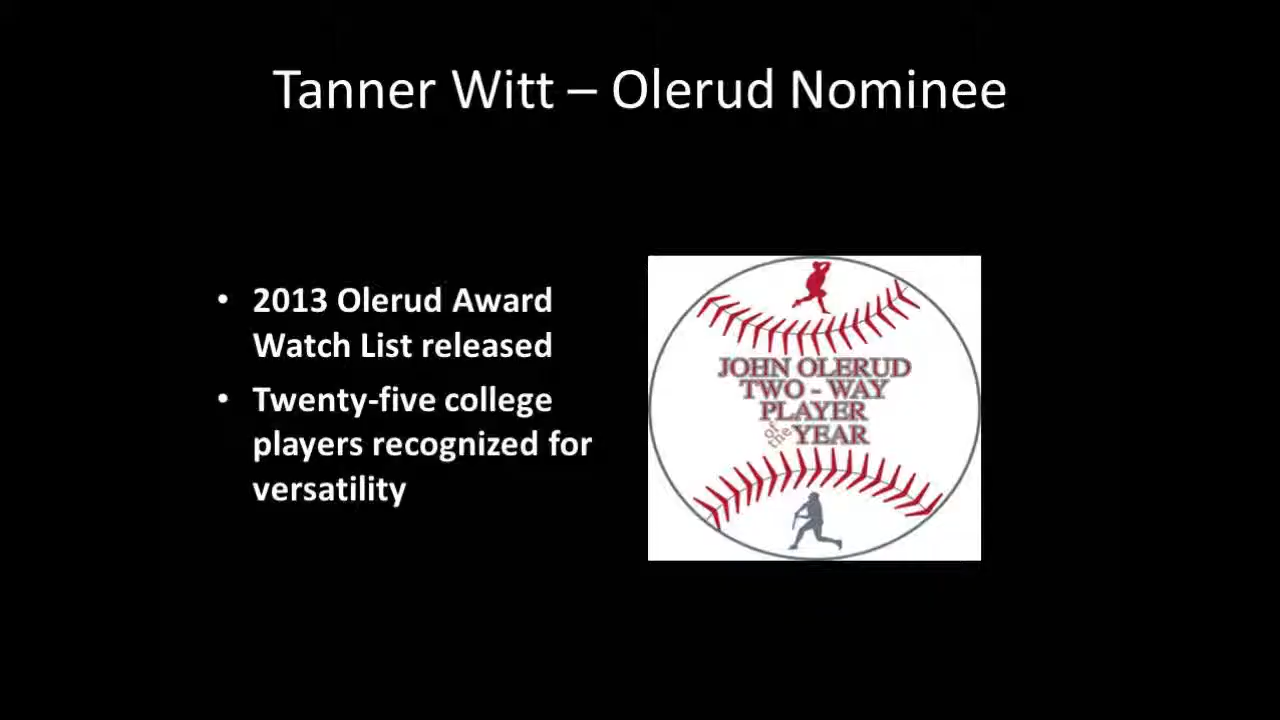 Tanner Witt – Olerud Nominee
• 2013 Olerud Award
Watch List released
• Twenty-five college
players recognized for
versatility
JOHN OLERUD
TWO - WAY
PLAYER
of the YEAR